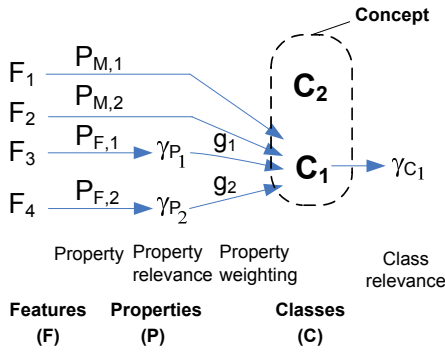 Concept
F1 PM,1
C2
F2 PM,2
F3 PF,1 γP1 g1
C1 γC1
F4 PF,2 γP2 g2
Property Property relevance Property weighting Class relevance
Features (F) Properties (P) Classes (C)